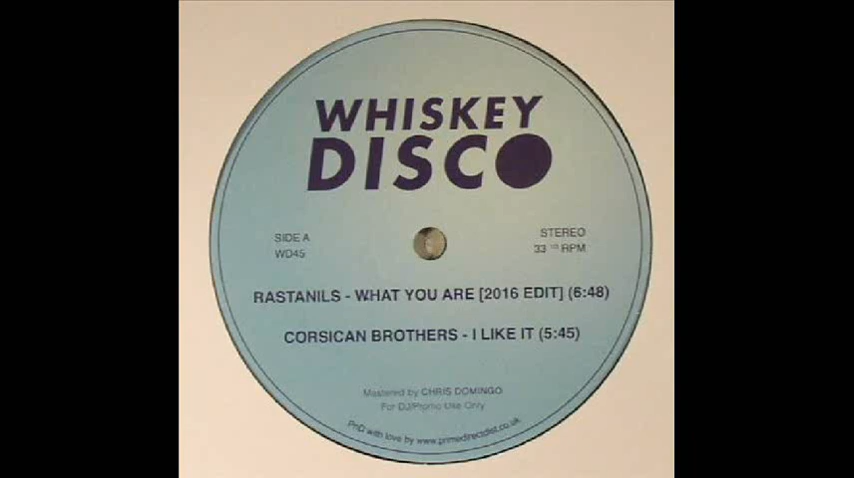 WHISKEY
DISCO
SIDE A
WD45
STEREO
33 1/3 RPM
RASTANILS - WHAT YOU ARE [2016 EDIT] (6:48)
CORSICAN BROTHERS - I LIKE IT (5:45)
Mastered by CHRIS DOMINGO
For DJ/Promo Use Only
PnD with love by www.primedirectdist.co.uk